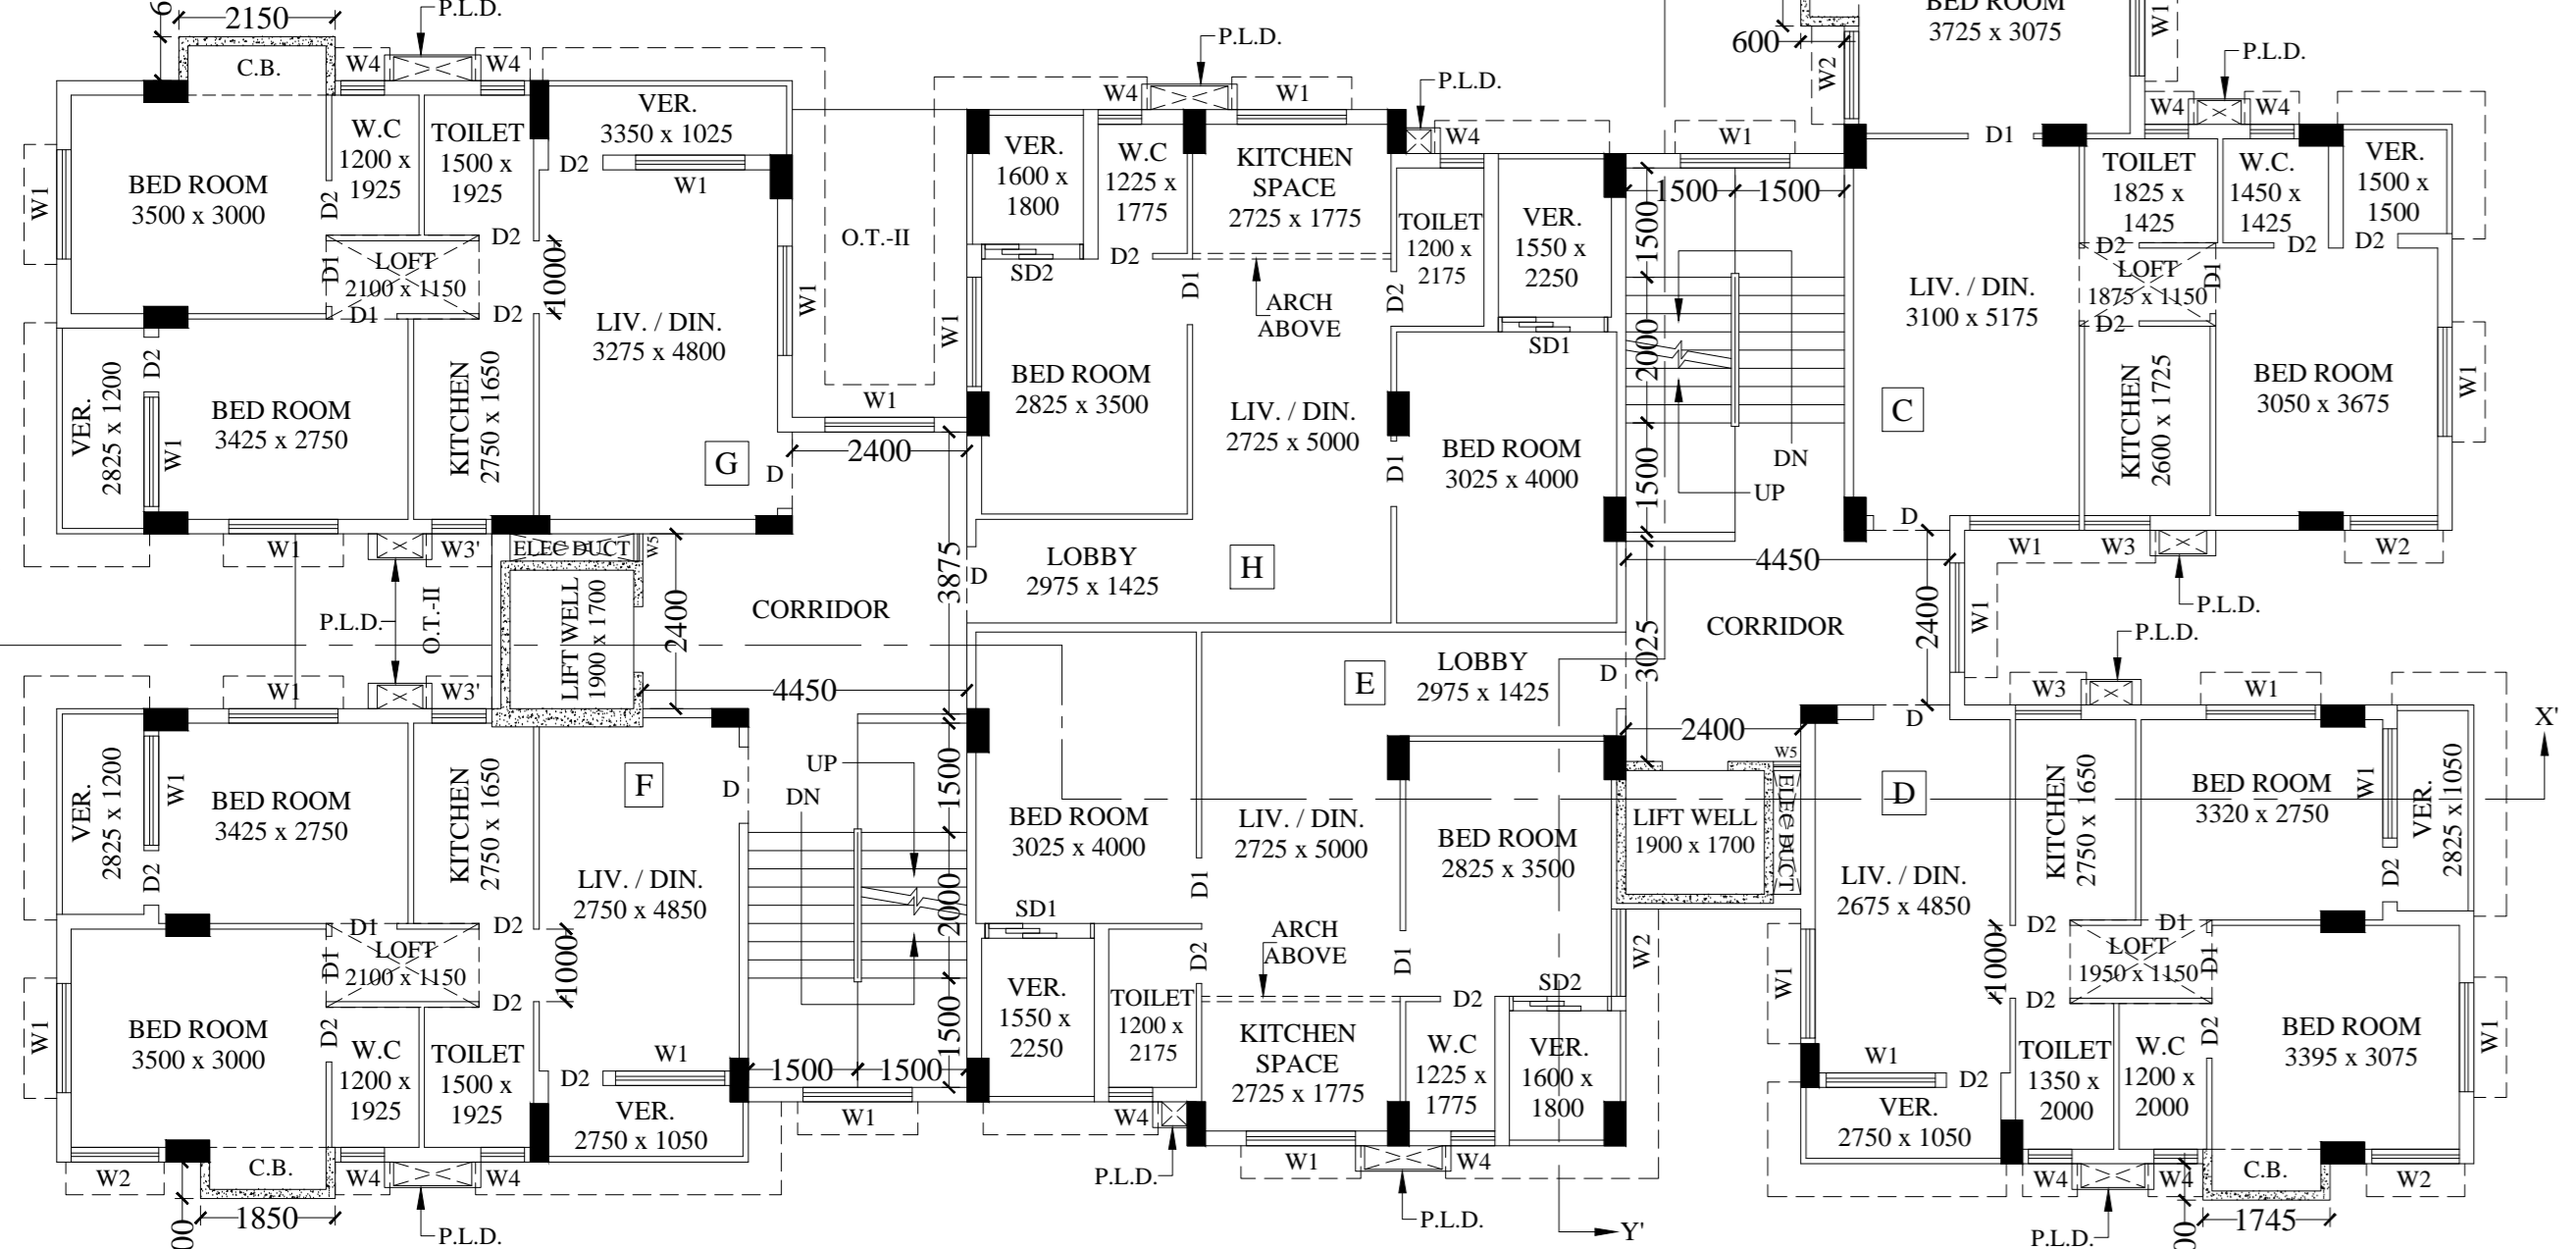 6
2150
P.L.D.
C.B.
W4
W4
VER.
3350 x 1025
W.C
1200 x
1925
TOILET
1500 x
1925
D2
W1
W1
BED ROOM
3500 x 3000
D2
D2
D1
LOFT
2100 x 1150
1000
D1
D2
LIV. / DIN.
3275 x 4800
W1
O.T.-II
W1
W1
2400
VER.
2825 x 1200
D2
W1
BED ROOM
3425 x 2750
KITCHEN
2750 x 1650
G
D
W1
W3'
ELEC DUCT
W5
P.L.D.
O.T.-II
LIFT WELL
1900 x 1700
2400
CORRIDOR
3875
D
4450
P.L.D.
W4
W1
VER.
1600 x
1800
W.C
1225 x
1775
KITCHEN
SPACE
2725 x 1775
SD2
D2
D1
ARCH
ABOVE
BED ROOM
2825 x 3500
LIV. / DIN.
2725 x 5000
P.L.D.
W4
TOILET
1200 x
2175
VER.
1550 x
2250
D2
SD1
D1
BED ROOM
3025 x 4000
LOBBY
2975 x 1425
H
W1
1500
1500
1500
2000
1500
DN
UP
600
W2
BED ROOM
3725 x 3075
W1
P.L.D.
W4
W4
D1
TOILET
1825 x
1425
W.C.
1450 x
1425
VER.
1500 x
1500
D2
D2
D2
LOFT
1875 x 1150
D1
D2
LIV. / DIN.
3100 x 5175
C
KITCHEN
2600 x 1725
BED ROOM
3050 x 3675
W1
D
W1
W3
W2
P.L.D.
4450
2400
W1
CORRIDOR
3025
D
P.L.D.
W1
W3'
VER.
2825 x 1200
W1
D2
BED ROOM
3425 x 2750
KITCHEN
2750 x 1650
F
D
LIV. / DIN.
2750 x 4850
D1
D2
LOFT
2100 x 1150
D1
1000
D2
W1
BED ROOM
3500 x 3000
D2
W.C
1200 x
1925
TOILET
1500 x
1925
D2
W1
VER.
2750 x 1050
W2
C.B.
W4
W4
1850
00
P.L.D.
UP
DN
1500
2000
1500
1500
1500
W1
E
LOBBY
2975 x 1425
BED ROOM
3025 x 4000
LIV. / DIN.
2725 x 5000
BED ROOM
2825 x 3500
SD1
D1
D2
ARCH
ABOVE
D1
VER.
1550 x
2250
TOILET
1200 x
2175
KITCHEN
SPACE
2725 x 1775
D2
SD2
W.C
1225 x
1775
VER.
1600 x
1800
W2
W4
P.L.D.
W1
W4
P.L.D.
Y'
2400
W5
LIFT WELL
1900 x 1700
ELEC DUCT
D
W3
W1
D
LIV. / DIN.
2675 x 4850
KITCHEN
2750 x 1650
BED ROOM
3320 x 2750
W1
D2
VER.
2825 x 1050
X'
W1
1000
D2
D1
LOFT
1950 x 1150
D1
D2
W1
D2
TOILET
1350 x
2000
W.C
1200 x
2000
D2
BED ROOM
3395 x 3075
W1
VER.
2750 x 1050
W4
W4
C.B.
W2
P.L.D.
00
1745